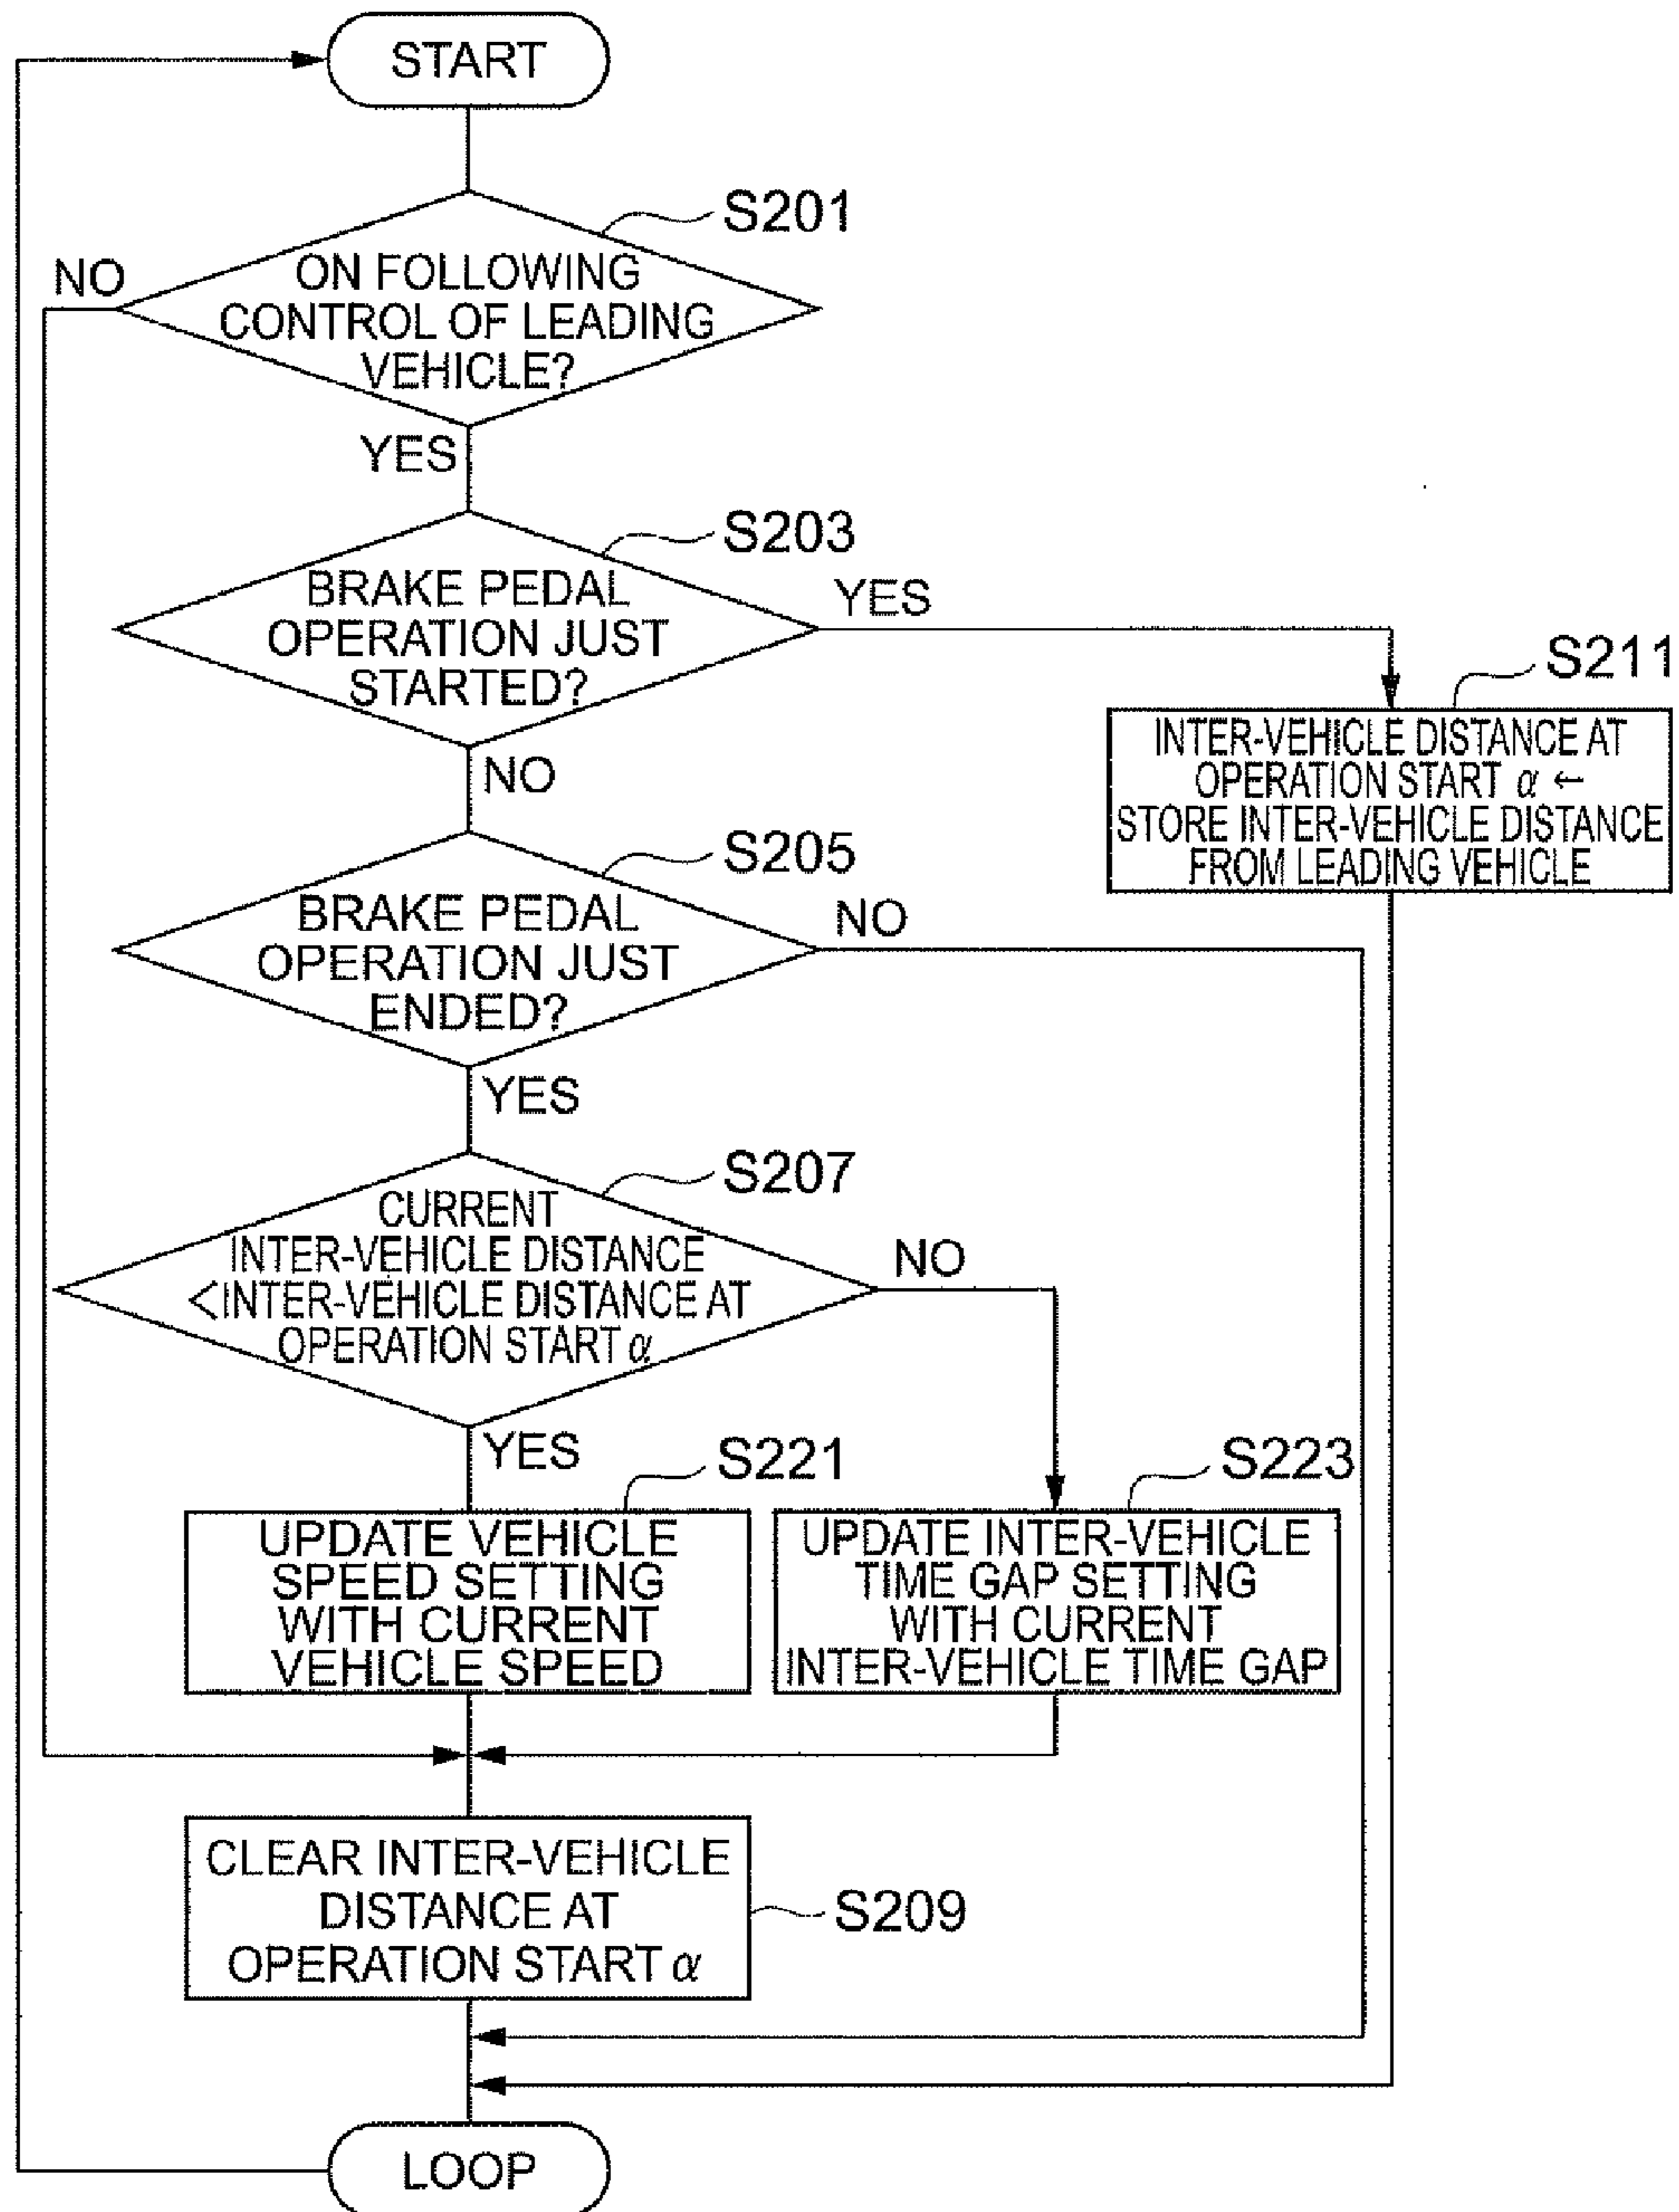 START
S201
NO
ON FOLLOWING
CONTROL OF LEADING
VEHICLE?
YES
S203
BRAKE PEDAL
OPERATION JUST
STARTED?
YES
NO
S211
INTER-VEHICLE DISTANCE AT
OPERATION START α ←
STORE INTER-VEHICLE DISTANCE
FROM LEADING VEHICLE
S205
BRAKE PEDAL
OPERATION JUST
ENDED?
NO
YES
S207
CURRENT
INTER-VEHICLE DISTANCE
<INTER-VEHICLE DISTANCE AT
OPERATION START α
NO
YES
S221
UPDATE VEHICLE
SPEED SETTING
WITH CURRENT
VEHICLE SPEED
S223
UPDATE INTER-VEHICLE
TIME GAP SETTING
WITH CURRENT
INTER-VEHICLE TIME GAP
CLEAR INTER-VEHICLE
DISTANCE AT
OPERATION START α
S209
LOOP